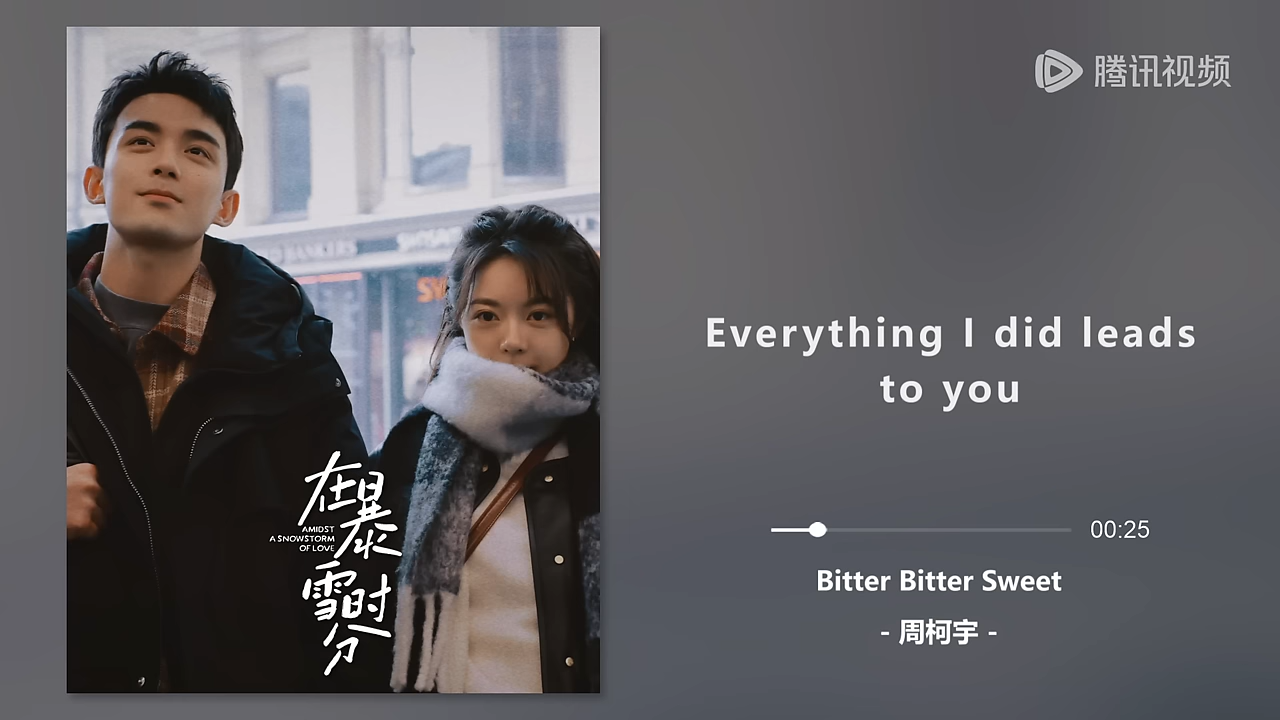 腾讯视频
BANKERS
在暴
AMIDST
A SNOWSTORM
OF LOVE
雪时
分
Everything I did leads
to you
00:25
Bitter Bitter Sweet
- 周柯宇 -